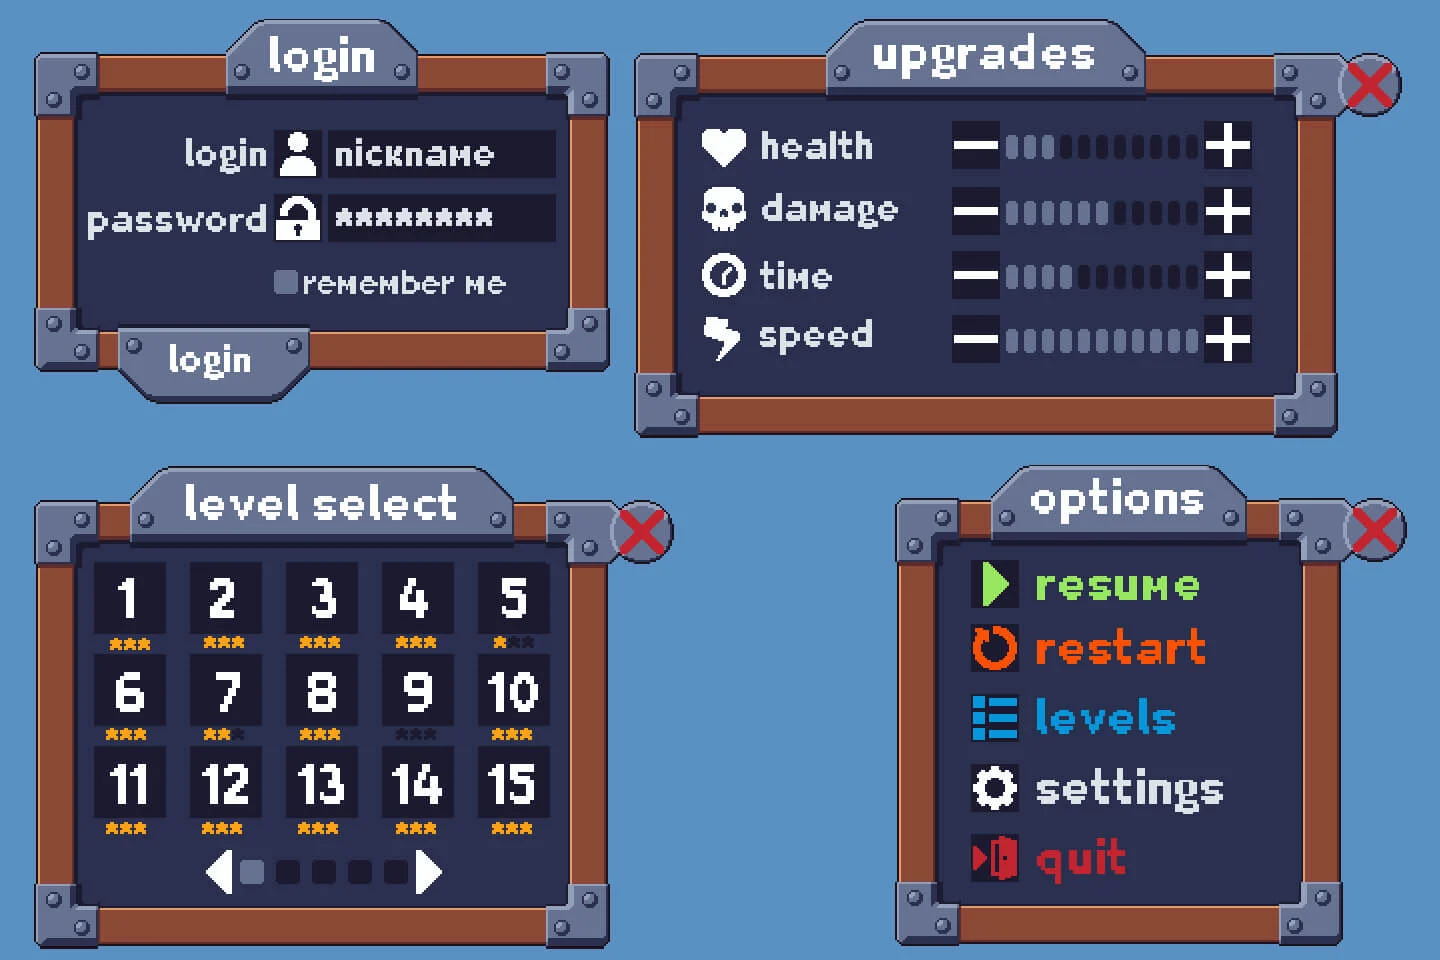 login
login nickname
password ********
remember me
login
upgrades
health
damage
time
speed
level select
1 2 3 4 5
*** *** *** *** ***
6 7 8 9 10
*** *** *** *** ***
11 12 13 14 15
*** *** *** *** ***
options
resume
restart
levels
settings
quit